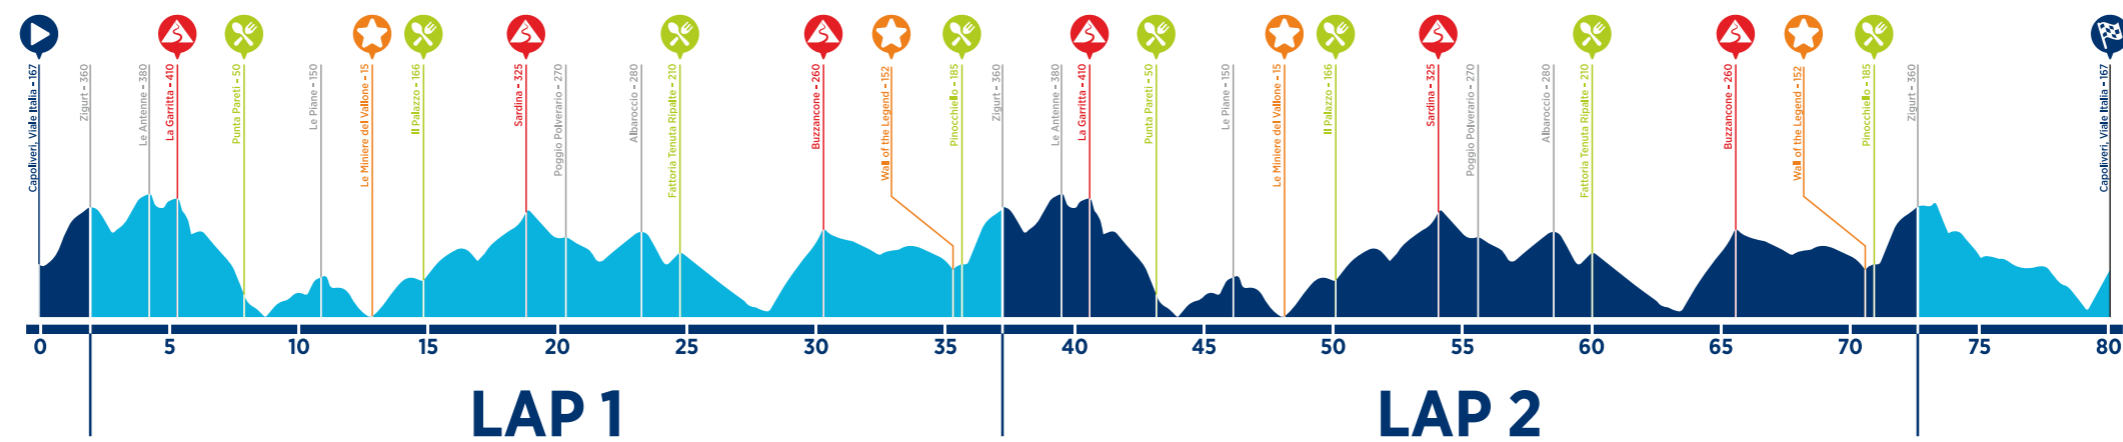 Capoliveri, Viale Italia - 167
Zigurt - 360
Le Antenne - 380
La Garritta - 410
Punta Pareti - 50
Le Piane - 150
Le Miniere del Vallone - 15
Il Palazzo - 166
Sardina - 325
Poggio Polverario - 270
Albaroccio - 280
Fattoria Tenuta Ripalte - 210
Buzzancone - 260
Wall of the Legend - 152
Pinocchiello - 185
Zigurt - 360
Le Antenne - 380
La Garritta - 410
Punta Pareti - 50
Le Piane - 150
Le Miniere del Vallone - 15
Il Palazzo - 166
Sardina - 325
Poggio Polverario - 270
Albaroccio - 280
Fattoria Tenuta Ripalte - 210
Buzzancone - 260
Wall of the Legend - 152
Pinocchiello - 185
Zigurt - 360
Capoliveri, Viale Italia - 167
0 5 10 15 20 25 30 35 40 45 50 55 60 65 70 75 80
LAP 1 LAP 2